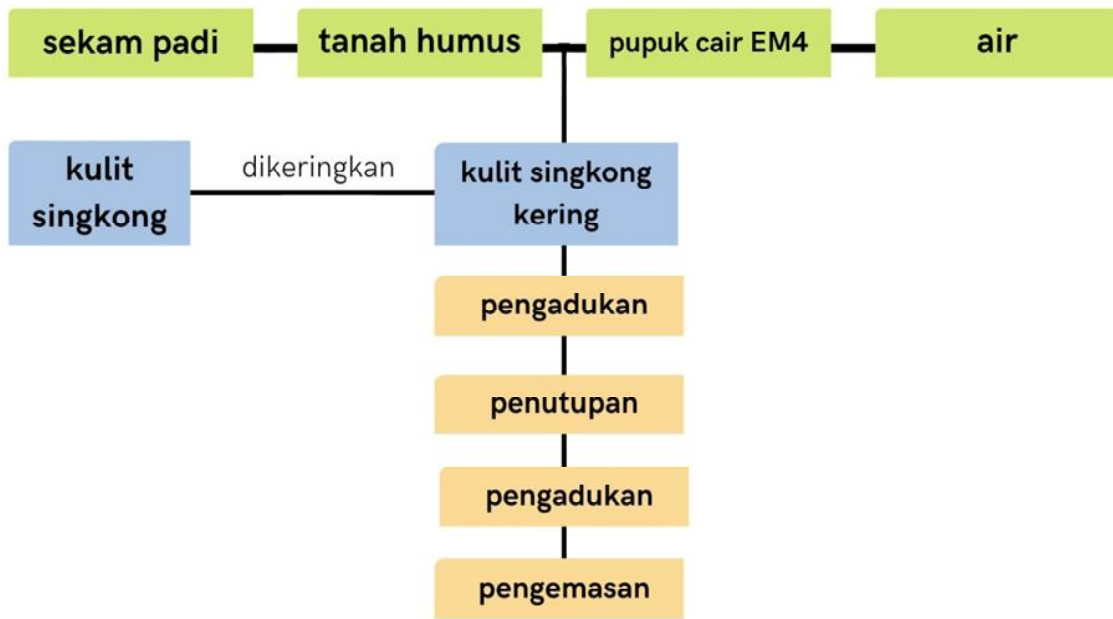 sekam padi
tanah humus
pupuk cair EM4
air
kulit
singkong
dikeringkan
kulit singkong
kering
pengadukan
penutupan
pengadukan
pengemasan